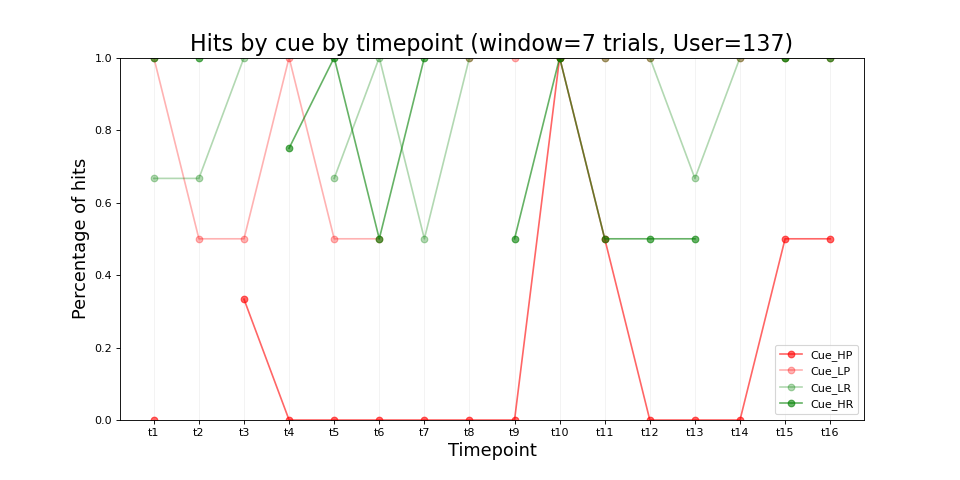 Hits by cue by timepoint (window=7 trials, User=137)
Percentage of hits
1.0
0.8
0.6
0.4
0.2
0.0
t1 t2 t3 t4 t5 t6 t7 t8 t9 t10 t11 t12 t13 t14 t15 t16
Timepoint
Cue_HP
Cue_LP
Cue_LR
Cue_HR